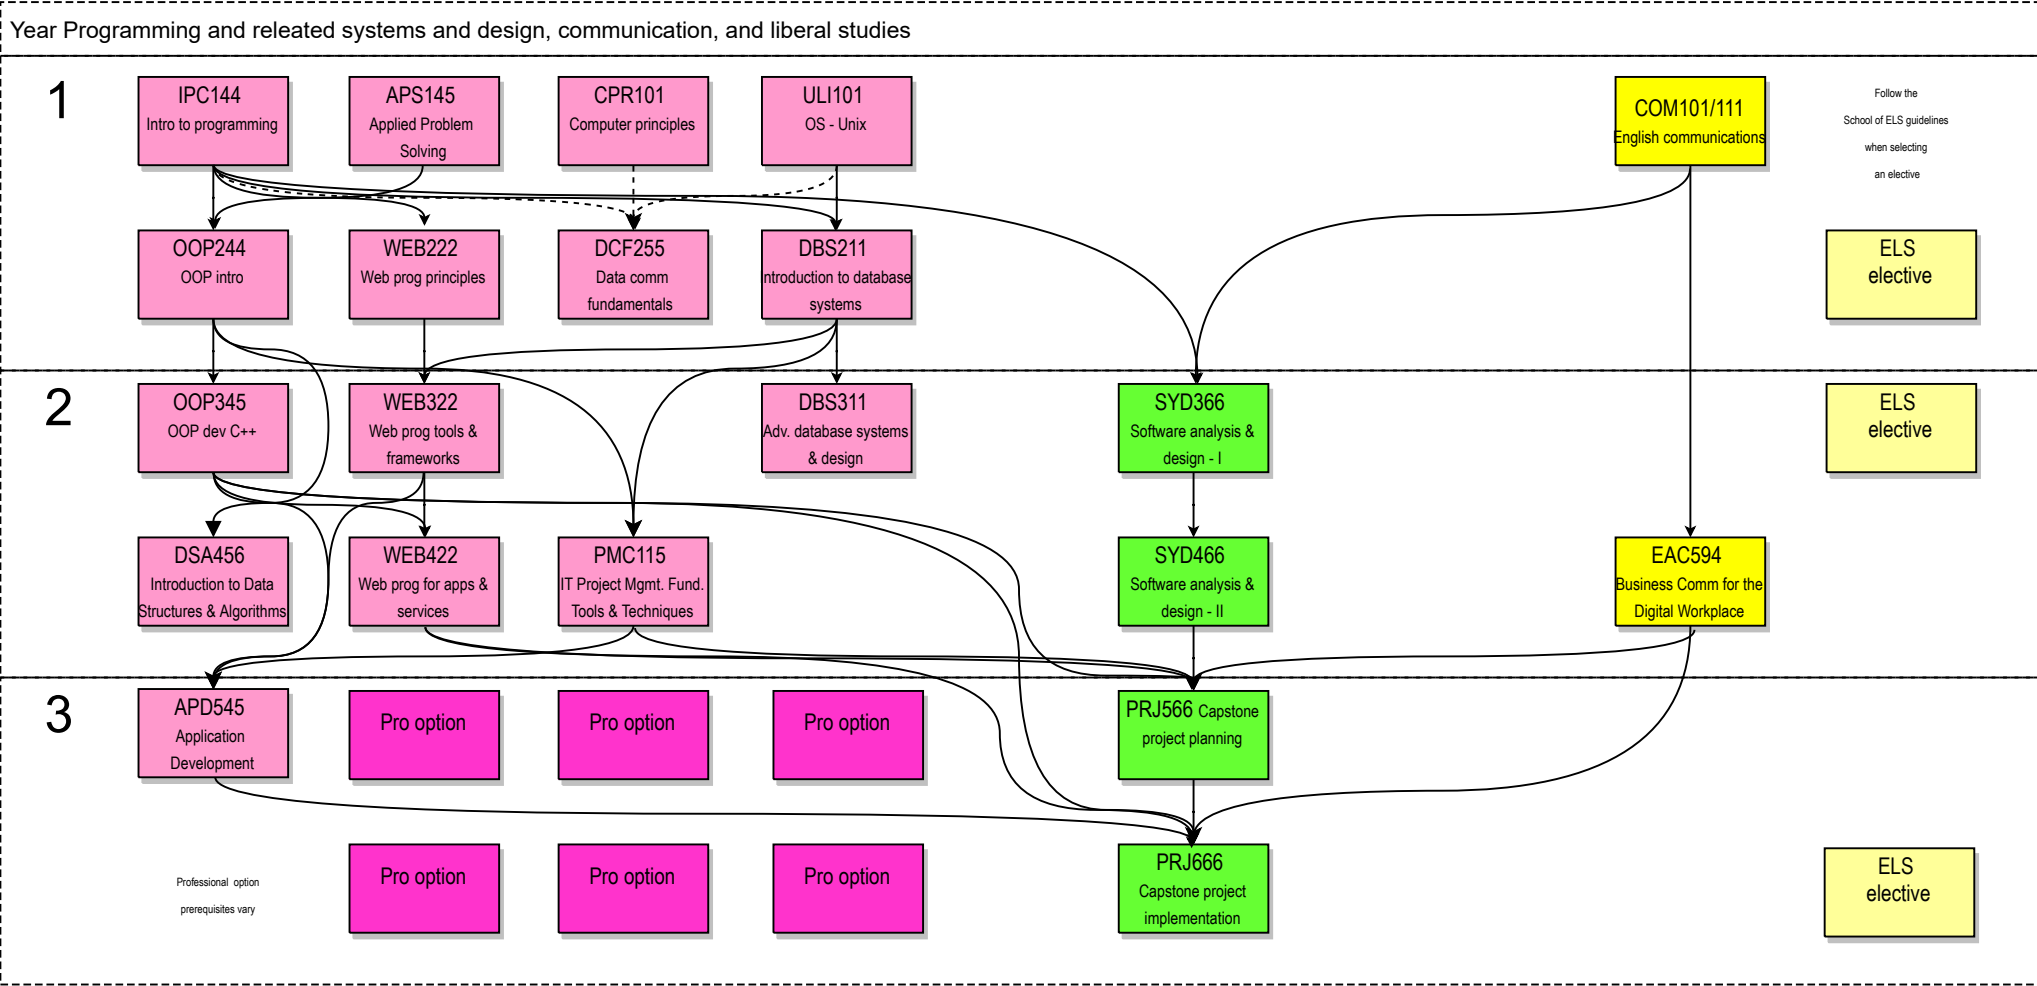 Year Programming and releated systems and design, communication, and liberal studies
1
IPC144
Intro to programming
APS145
Applied Problem
Solving
CPR101
Computer principles
ULI101
OS - Unix
COM101/111
English communications
Follow the
School of ELS guidelines
when selecting
an elective
OOP244
OOP intro
WEB222
Web prog principles
DCF255
Data comm
fundamentals
DBS211
Introduction to database
systems
ELS
elective
2
OOP345
OOP dev C++
WEB322
Web prog tools &
frameworks
DBS311
Adv. database systems
& design
SYD366
Software analysis &
design - I
ELS
elective
DSA456
Introduction to Data
Structures & Algorithms
WEB422
Web prog for apps &
services
PMC115
IT Project Mgmt. Fund.
Tools & Techniques
SYD466
Software analysis &
design - II
EAC594
Business Comm for the
Digital Workplace
3
APD545
Application
Development
Pro option
Pro option
Pro option
PRJ566 Capstone
project planning
Professional option
prerequisites vary
Pro option
Pro option
Pro option
PRJ666
Capstone project
implementation
ELS
elective